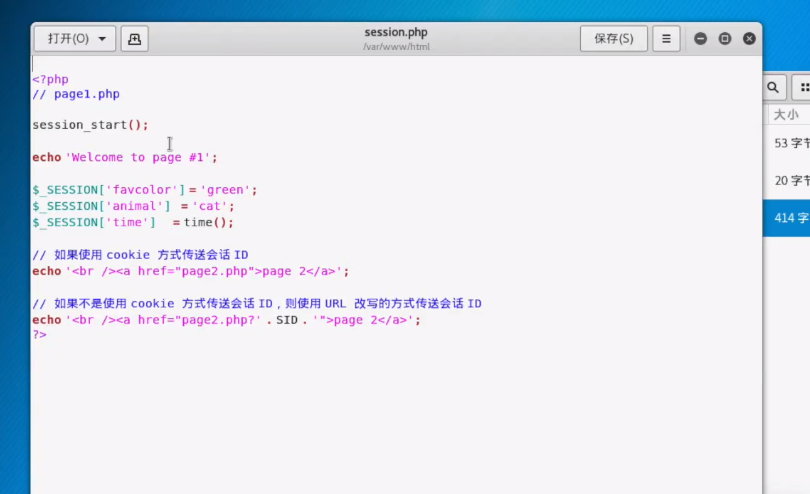 打开(O)
session.php
/var/www/html
保存(S)
<?php
// page1.php
session_start();
echo 'Welcome to page #1';
$_SESSION['favcolor'] = 'green';
$_SESSION['animal'] = 'cat';
$_SESSION['time'] = time();
// 如果使用 cookie 方式传送会话 ID
echo '<br /><a href="page2.php">page 2</a>';
// 如果不是使用 cookie 方式传送会话 ID，则使用 URL 改写的方式传送会话 ID
echo '<br /><a href="page2.php?' . SID . '">page 2</a>';
?>
大小
53 字节
20 字节
414 字